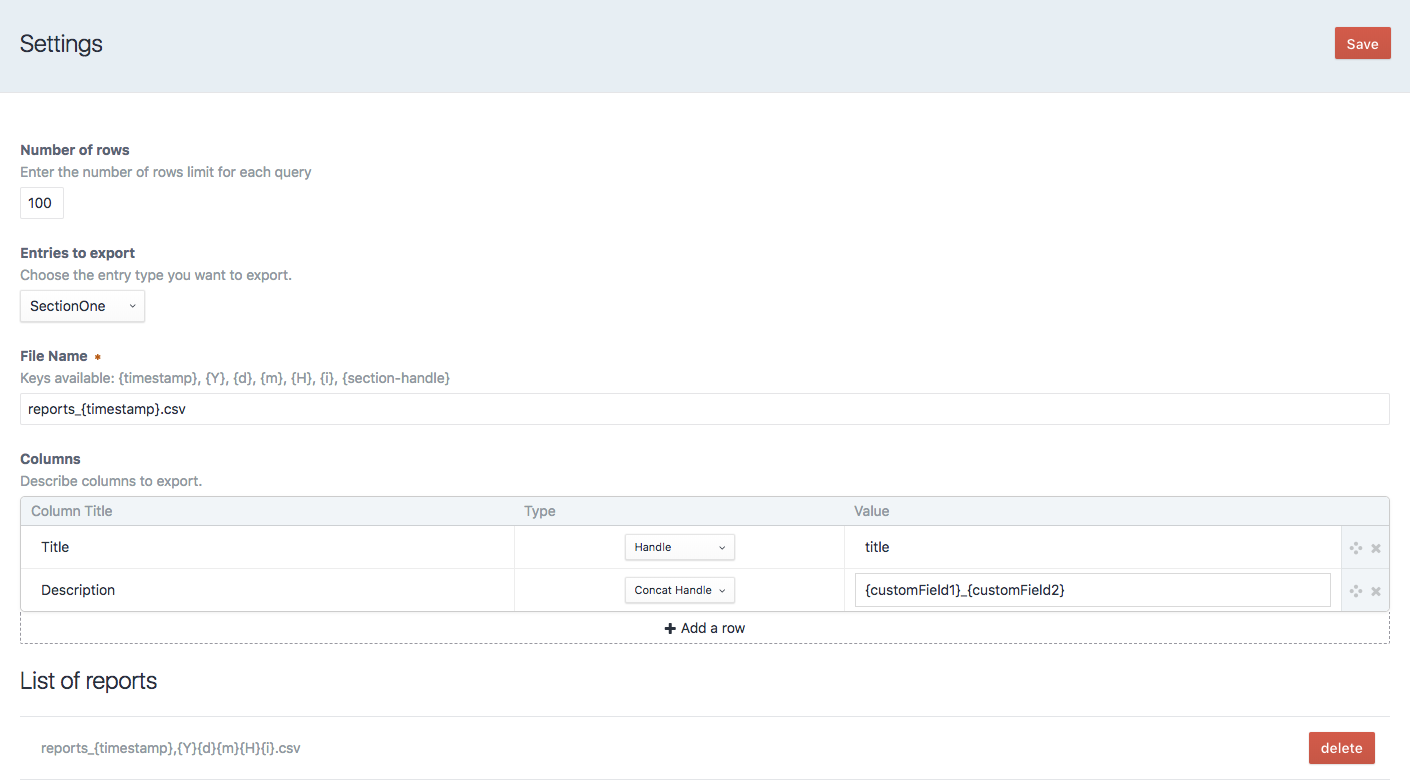 Settings
Save
Number of rows
Enter the number of rows limit for each query
100
Entries to export
Choose the entry type you want to export.
SectionOne
File Name *
Keys available: {timestamp}, {Y}, {d}, {m}, {H}, {i}, {section-handle}
reports_{timestamp}.csv
Columns
Describe columns to export.
Column Title Type Value
Title Handle title
Description Concat Handle {customField1}_{customField2}
+ Add a row
List of reports
reports_{timestamp},{Y}{d}{m}{H}{i}.csv delete